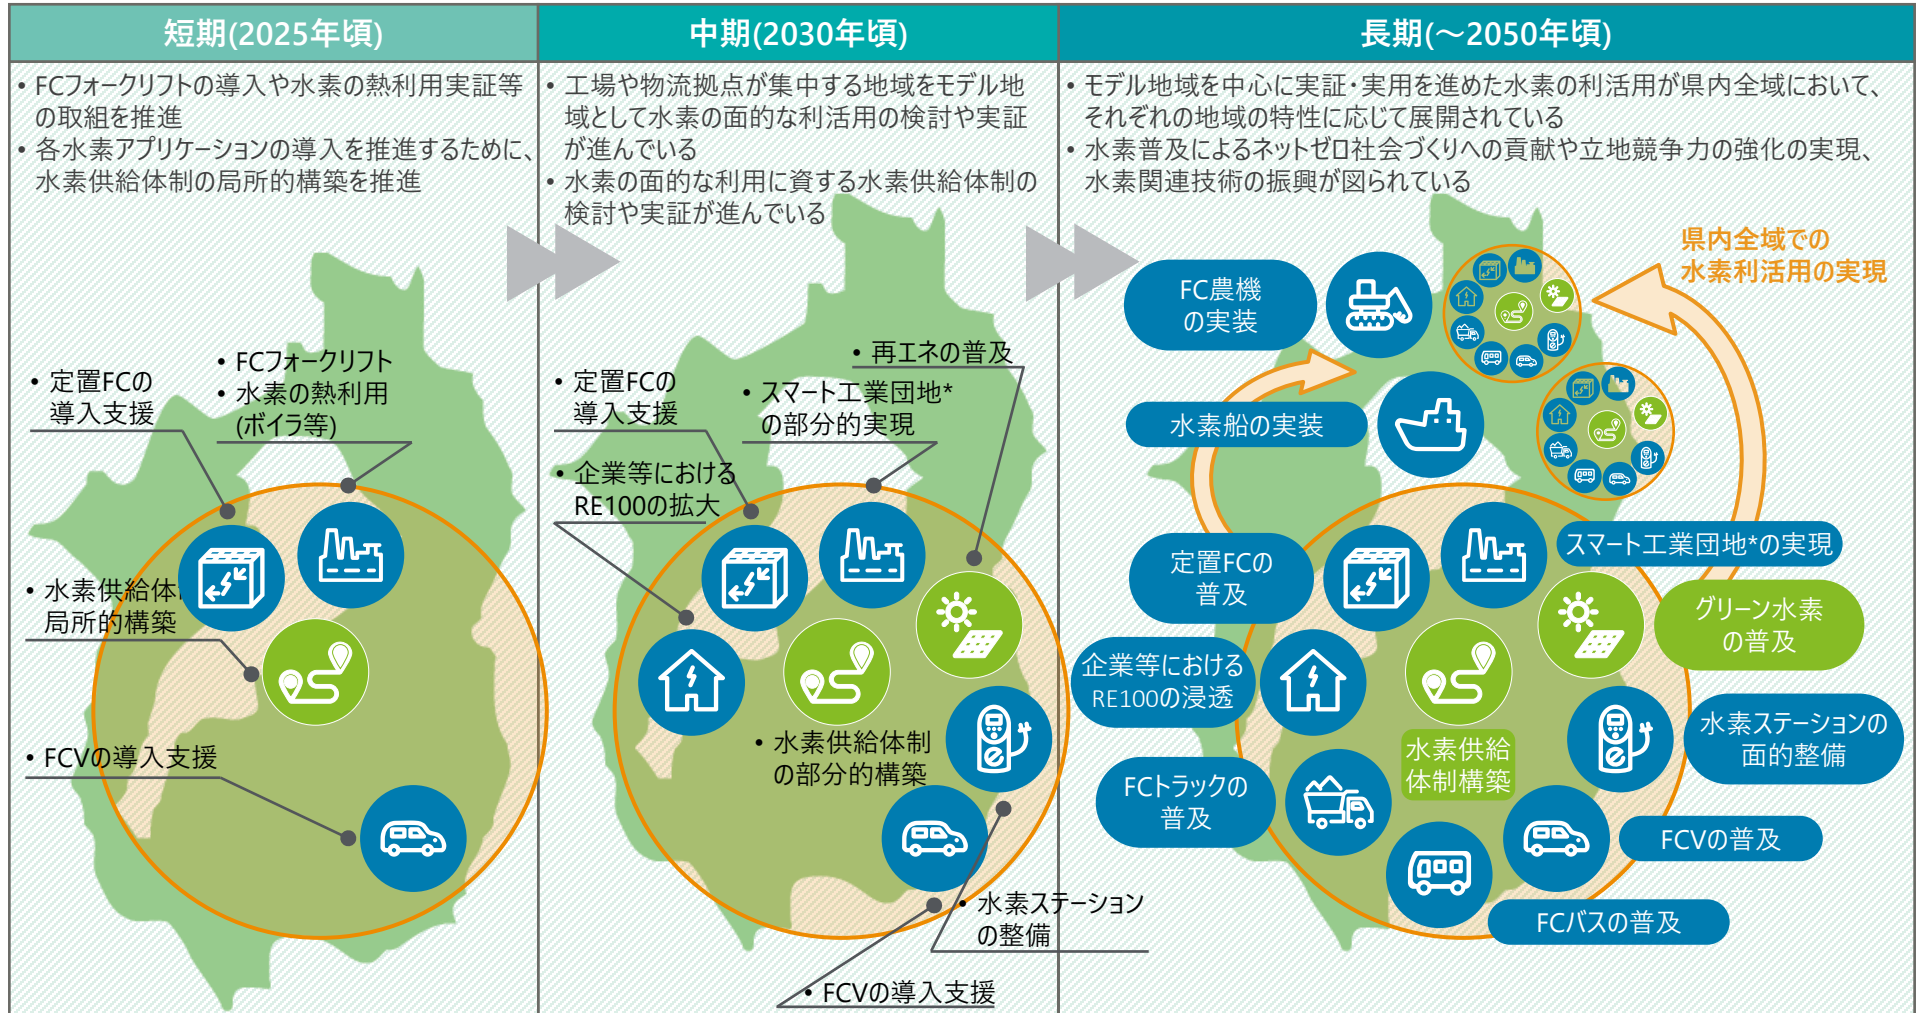 短期(2025年頃)
• FCフォークリフトの導入や水素の熱利用実証等
の取組を推進
• 各水素アプリケーションの導入を推進するために、
水素供給体制の局所的構築を推進
• FCフォークリフト
• 水素の熱利用
(ボイラ等)
• 定置FCの
導入支援
• 水素供給体
局所的構築
• FCVの導入支援
中期(2030年頃)
• 工場や物流拠点が集中する地域をモデル地
域として水素の面的な利活用の検討や実証
が進んでいる
• 水素の面的な利用に資する水素供給体制の
検討や実証が進んでいる
• 再エネの普及
• 定置FCの
導入支援
• スマート工業団地*
の部分的実現
• 企業等における
RE100の拡大
• 水素供給体制
の部分的構築
• 水素ステーション
の整備
• FCVの導入支援
長期(～2050年頃)
• モデル地域を中心に実証・実用を進めた水素の利活用が県内全域において、
それぞれの地域の特性に応じて展開されている
• 水素普及によるネットゼロ社会づくりへの貢献や立地競争力の強化の実現、
水素関連技術の振興が図られている
県内全域での
水素利活用の実現
FC農機
の実装
水素船の実装
スマート工業団地*の実現
定置FCの
普及
グリーン水素
の普及
企業等における
RE100の浸透
水素ステーションの
面的整備
水素供給
体制構築
FCトラックの
普及
FCVの普及
FCバスの普及